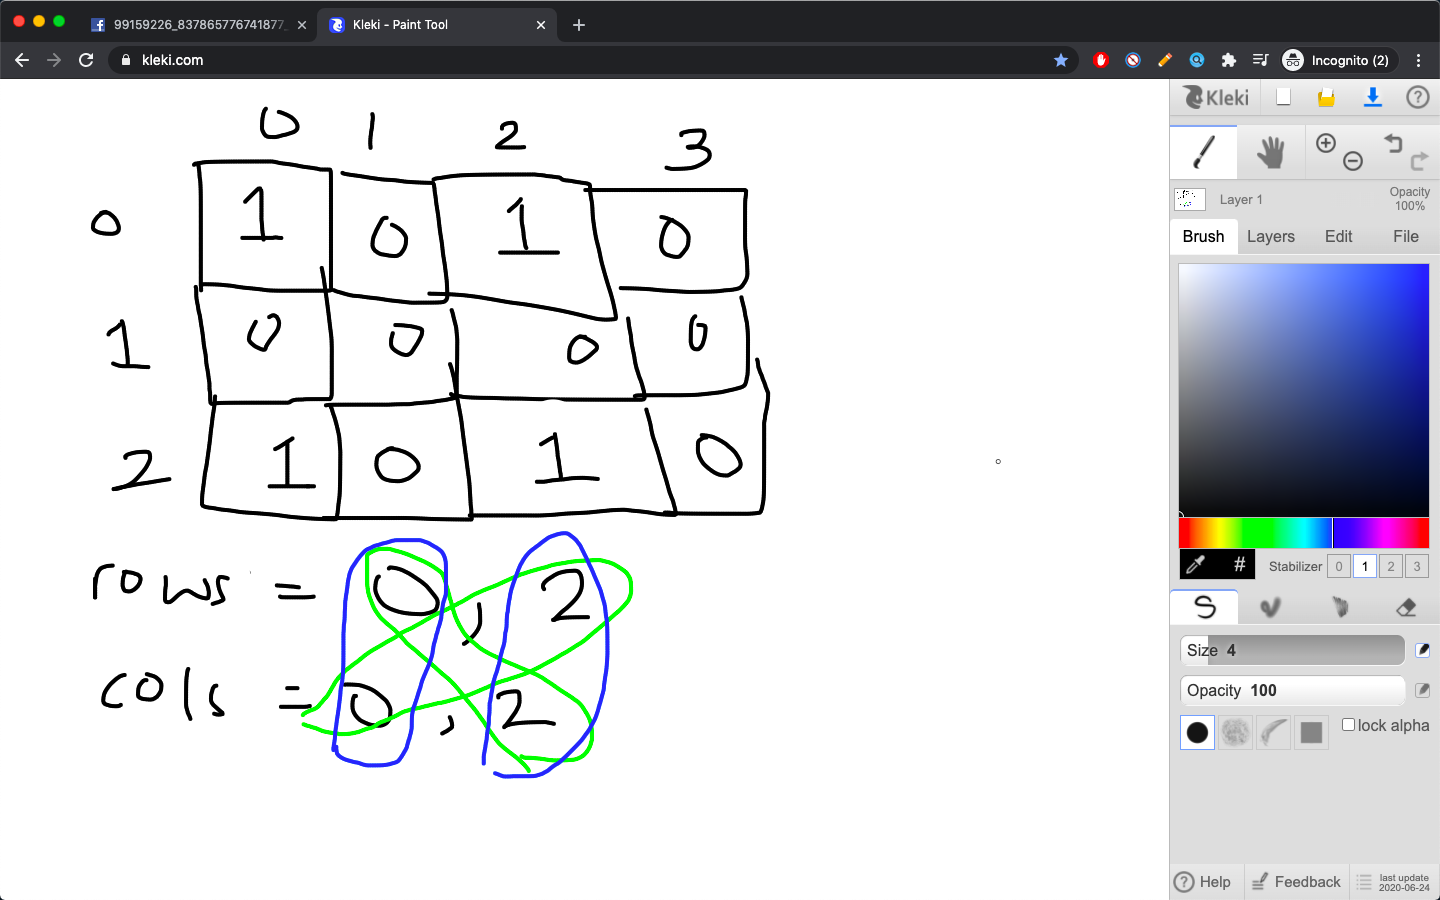 99159226_837865776741877_
Kleki - Paint Tool
kleki.com
Incognito (2)
Kleki
Layer 1
Opacity
100%
Brush Layers Edit File
#
Stabilizer 0 1 2 3
Size 4
Opacity 100
lock alpha
Help
Feedback
last update
2020-06-24
0 1 2 3
0 1 0 1 0
1 0 0 0 0
2 1 0 1 0
rows = 0, 2
cols = 0, 2